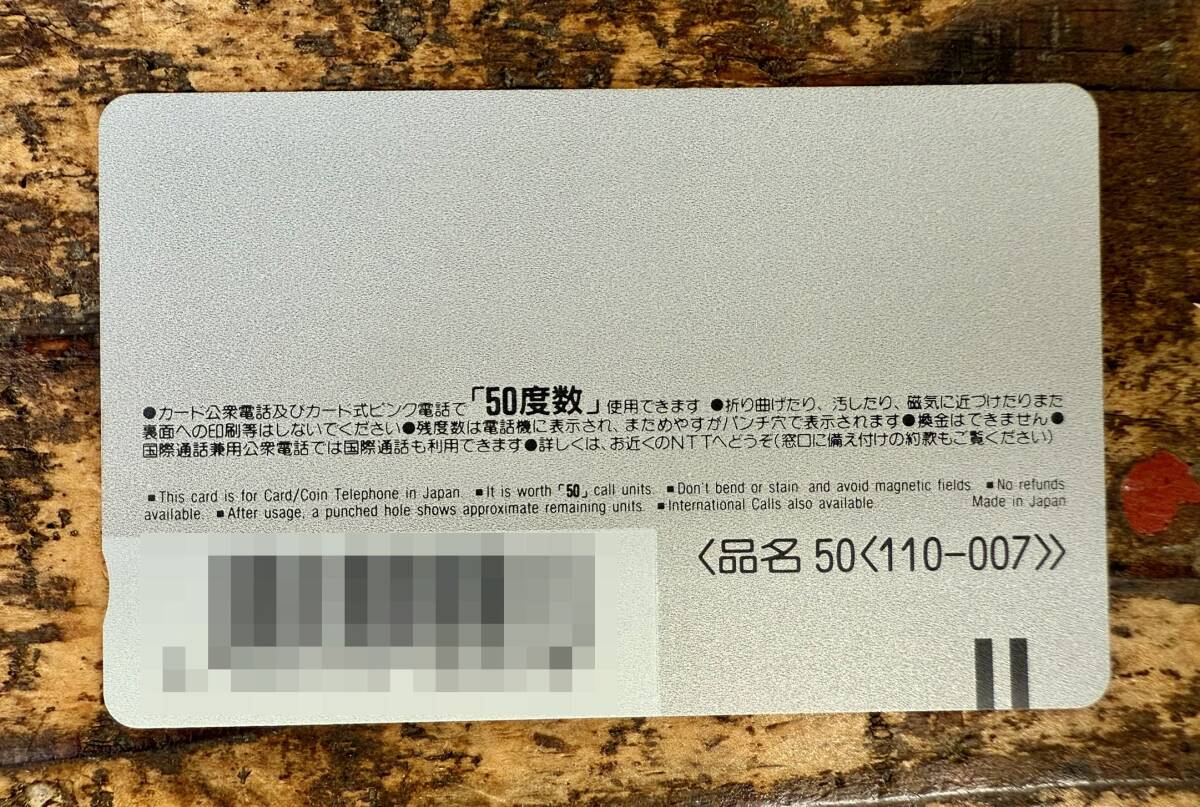 ●カード公衆電話及びカード式ピンク電話で「50度数」使用できます ●折り曲げたり、汚したり、磁気に近づけたりまた
裏面への印刷等はしないでください●残度数は電話機に表示され、まためやすがパンチ穴で表示されます●換金はできません●
国際通話兼用公衆電話では国際通話も利用できます●詳しくは、お近くのNTTへどうぞ(窓口に備え付けの約款もご覧ください)
■This card is for Card/Coin Telephone in Japan. ■It is worth「50」call units. ■Don't bend or stain and avoid magnetic fields. ■No refunds
available. ■After usage, a punched hole shows approximate remaining units. ■International Calls also available. Made in Japan
〈品名 50〈110-007〉〉